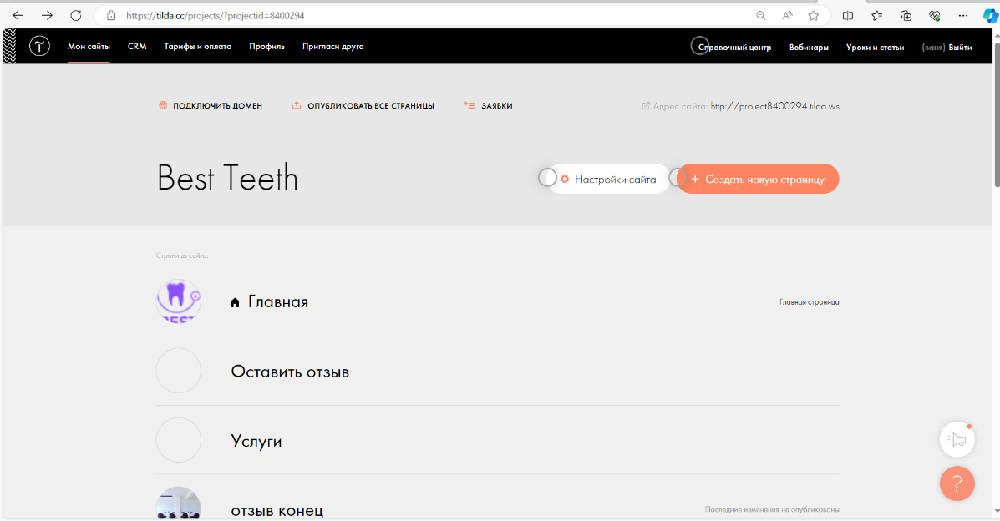 https://tilda.cc/projects/?projectid=8400294
Мои сайты CRM Тарифы и оплата Профиль Пригласи друга Справочный центр Вебинары Уроки и статьи (ваня) Выйти
ПОДКЛЮЧИТЬ ДОМЕН ОПУБЛИКОВАТЬ ВСЕ СТРАНИЦЫ ЗАЯВКИ Адрес сайта: http://project8400294.tilda.ws
Best Teeth Настройки сайта + Создать новую страницу
Страницы сайта:
Главная Главная страница
BEST
Оставить отзыв
Услуги
отзыв конец Последние изменения не опубликованы
?